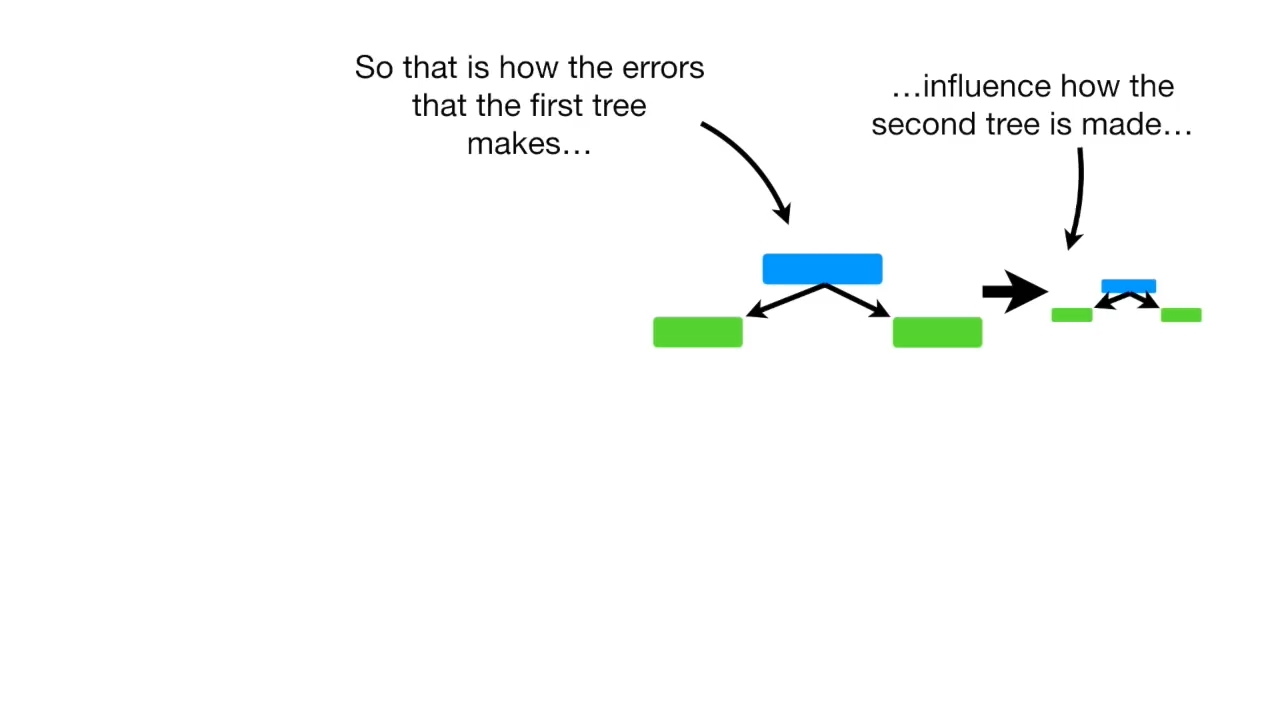 So that is how the errors
that the first tree
makes…
…influence how the
second tree is made…